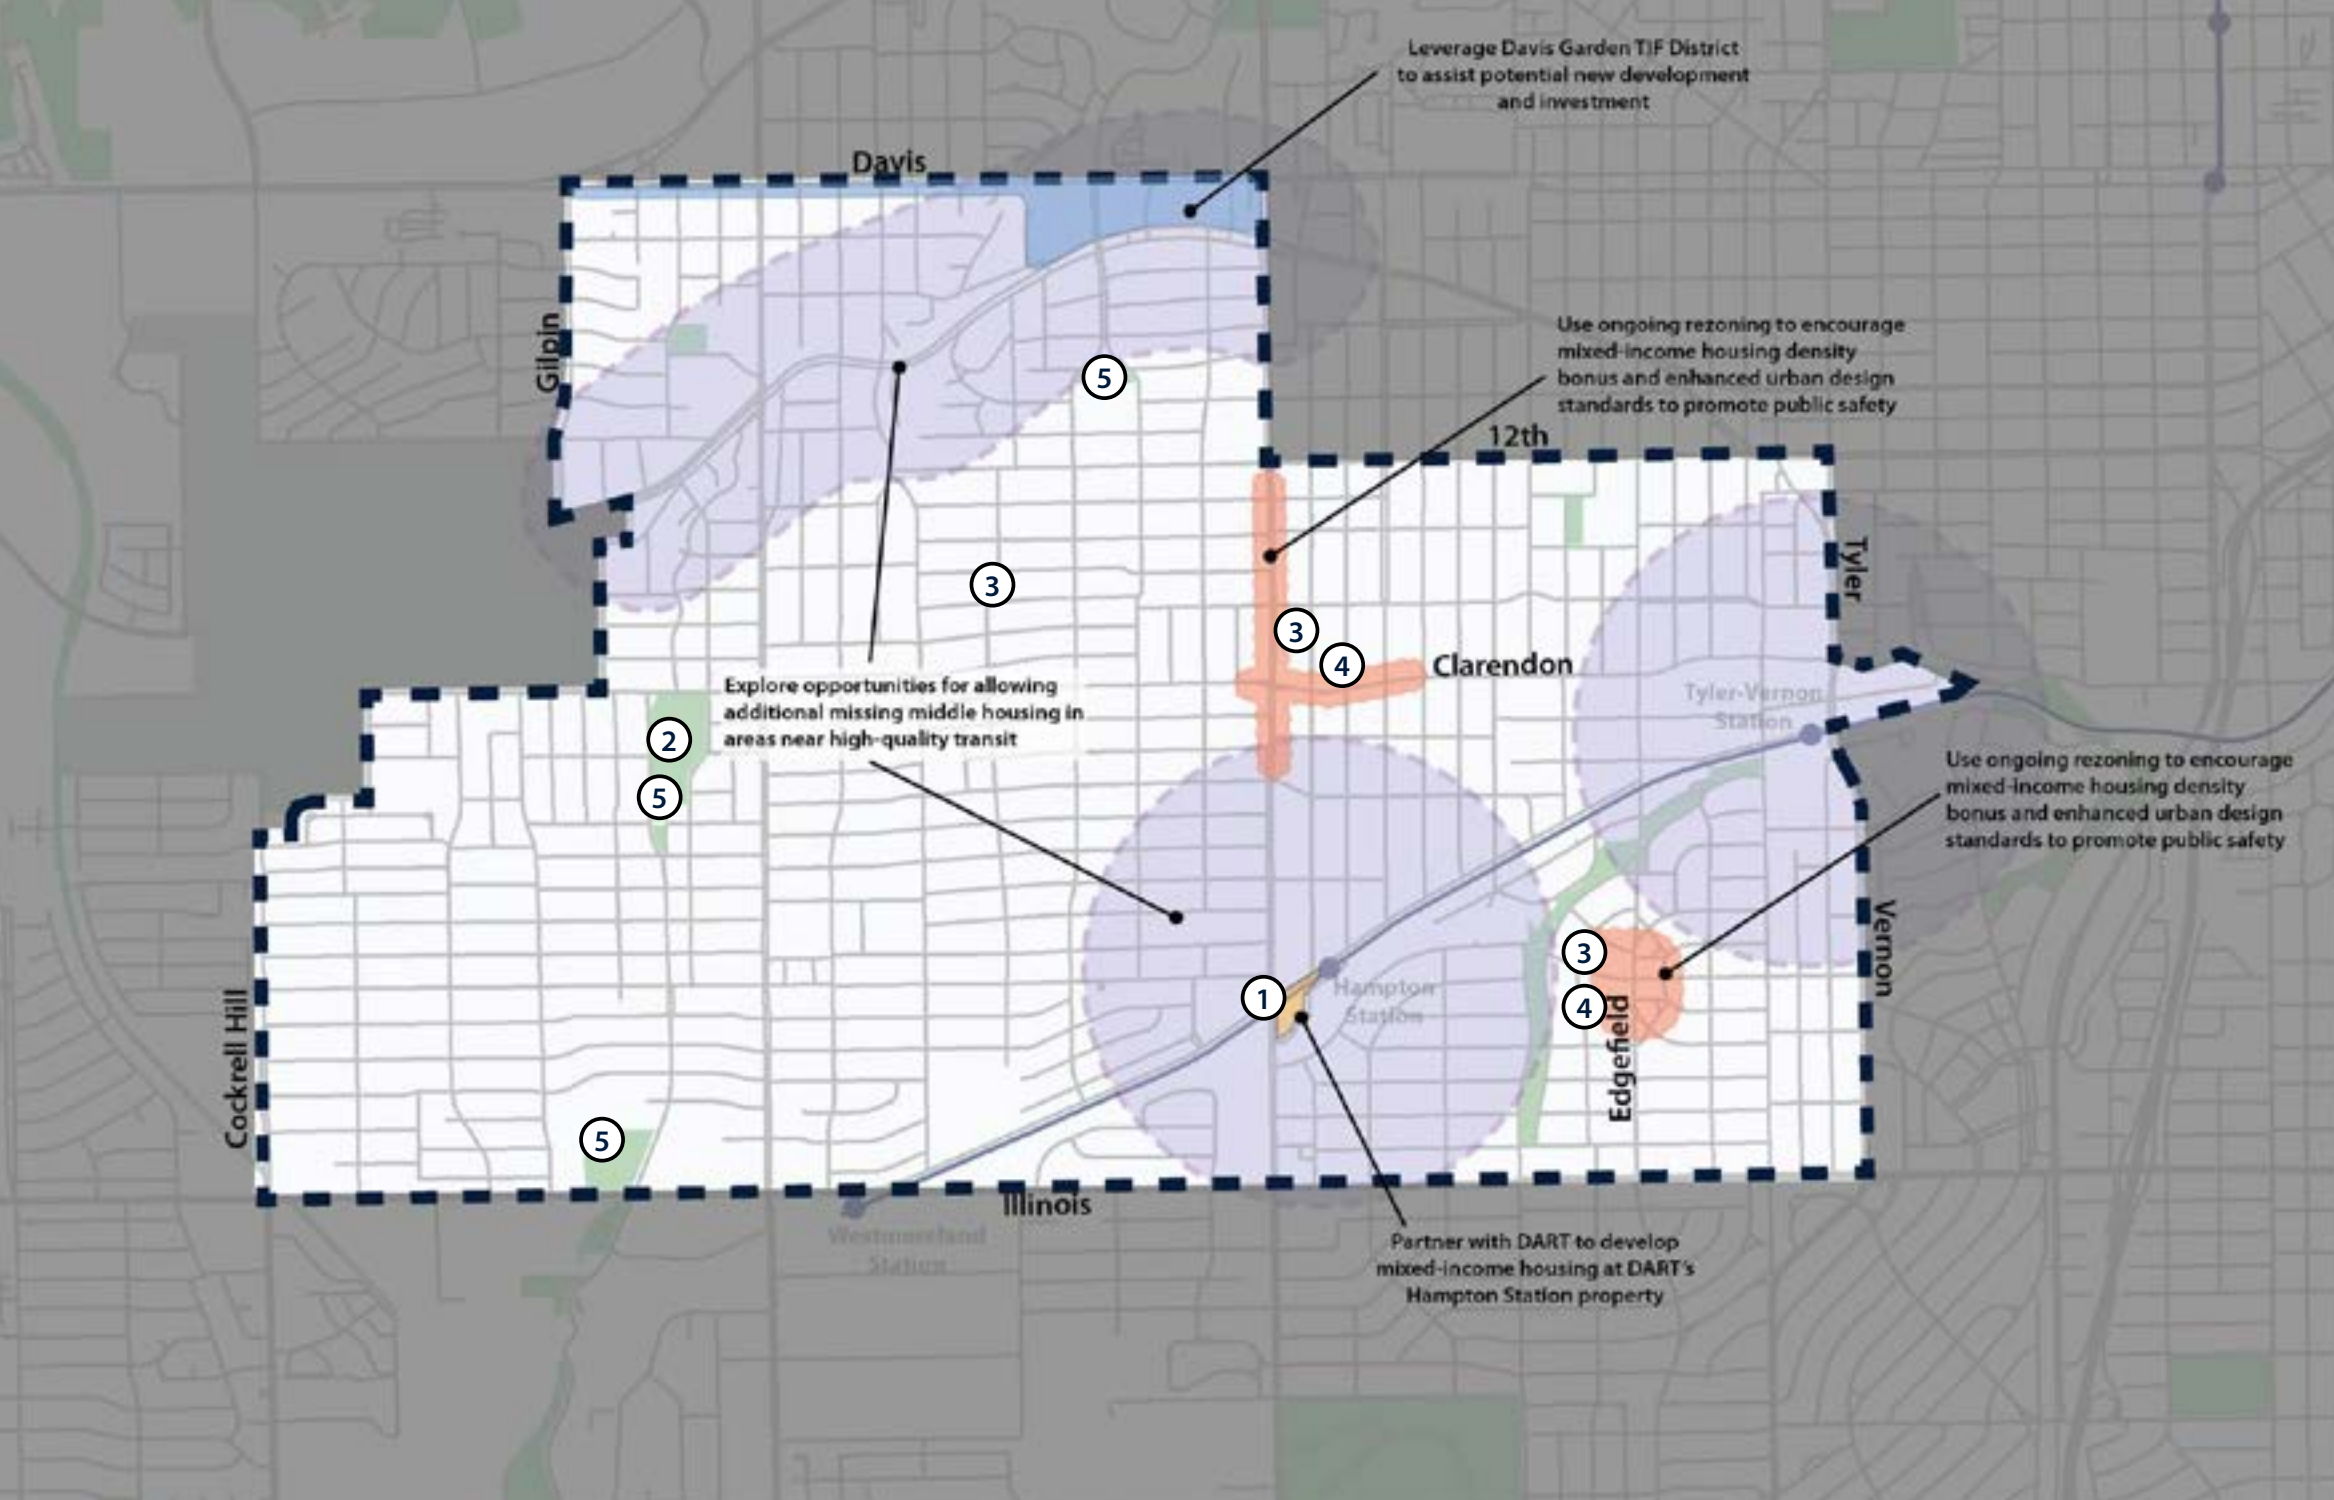 Leverage Davis Garden TIF District
to assist potential new development
and investment
Davis
Gilpin
Use ongoing rezoning to encourage
mixed-income housing density
bonus and enhanced urban design
standards to promote public safety
5
12th
Tyler
3
3
4
Clarendon
Explore opportunities for allowing
additional missing middle housing in
areas near high-quality transit
Tyler-Vernon
Station
2
5
Use ongoing rezoning to encourage
mixed-income housing density
bonus and enhanced urban design
standards to promote public safety
Vernon
3
4
Edgefield
1
Hampton
Station
Cockrell Hill
5
Illinois
Westmoreland
Station
Partner with DART to develop
mixed-income housing at DART's
Hampton Station property